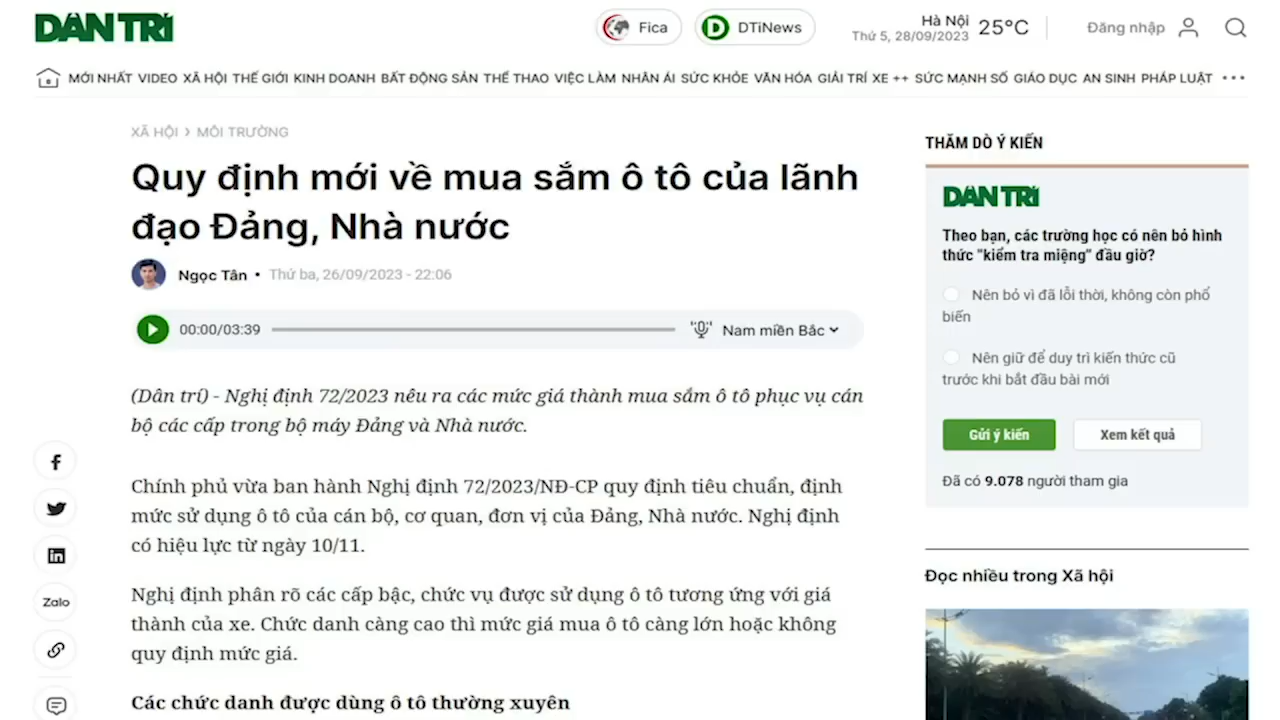 DÂN TRÍ
Fica
DTiNews
Hà Nội
Thứ 5, 28/09/2023
25°C
Đăng nhập
MỚI NHẤT VIDEO XÃ HỘI THẾ GIỚI KINH DOANH BẤT ĐỘNG SẢN THỂ THAO VIỆC LÀM NHÂN ÁI SỨC KHỎE VĂN HÓA GIẢI TRÍ XE ++ SỨC MẠNH SỐ GIÁO DỤC AN SINH PHÁP LUẬT
XÃ HỘI > MÔI TRƯỜNG
Quy định mới về mua sắm ô tô của lãnh
đạo Đảng, Nhà nước
Ngọc Tân • Thứ ba, 26/09/2023 - 22:06
00:00/03:39
Nam miền Bắc
(Dân trí) - Nghị định 72/2023 nêu ra các mức giá thành mua sắm ô tô phục vụ cán
bộ các cấp trong bộ máy Đảng và Nhà nước.
Chính phủ vừa ban hành Nghị định 72/2023/NĐ-CP quy định tiêu chuẩn, định
mức sử dụng ô tô của cán bộ, cơ quan, đơn vị của Đảng, Nhà nước. Nghị định
có hiệu lực từ ngày 10/11.
Nghị định phân rõ các cấp bậc, chức vụ được sử dụng ô tô tương ứng với giá
thành của xe. Chức danh càng cao thì mức giá mua ô tô càng lớn hoặc không
quy định mức giá.
Các chức danh được dùng ô tô thường xuyên
Zalo
THĂM DÒ Ý KIẾN
DÂN TRÍ
Theo bạn, các trường học có nên bỏ hình
thức "kiểm tra miệng" đầu giờ?
Nên bỏ vì đã lỗi thời, không còn phổ
biến
Nên giữ để duy trì kiến thức cũ
trước khi bắt đầu bài mới
Gửi ý kiến
Xem kết quả
Đã có 9.078 người tham gia
Đọc nhiều trong Xã hội